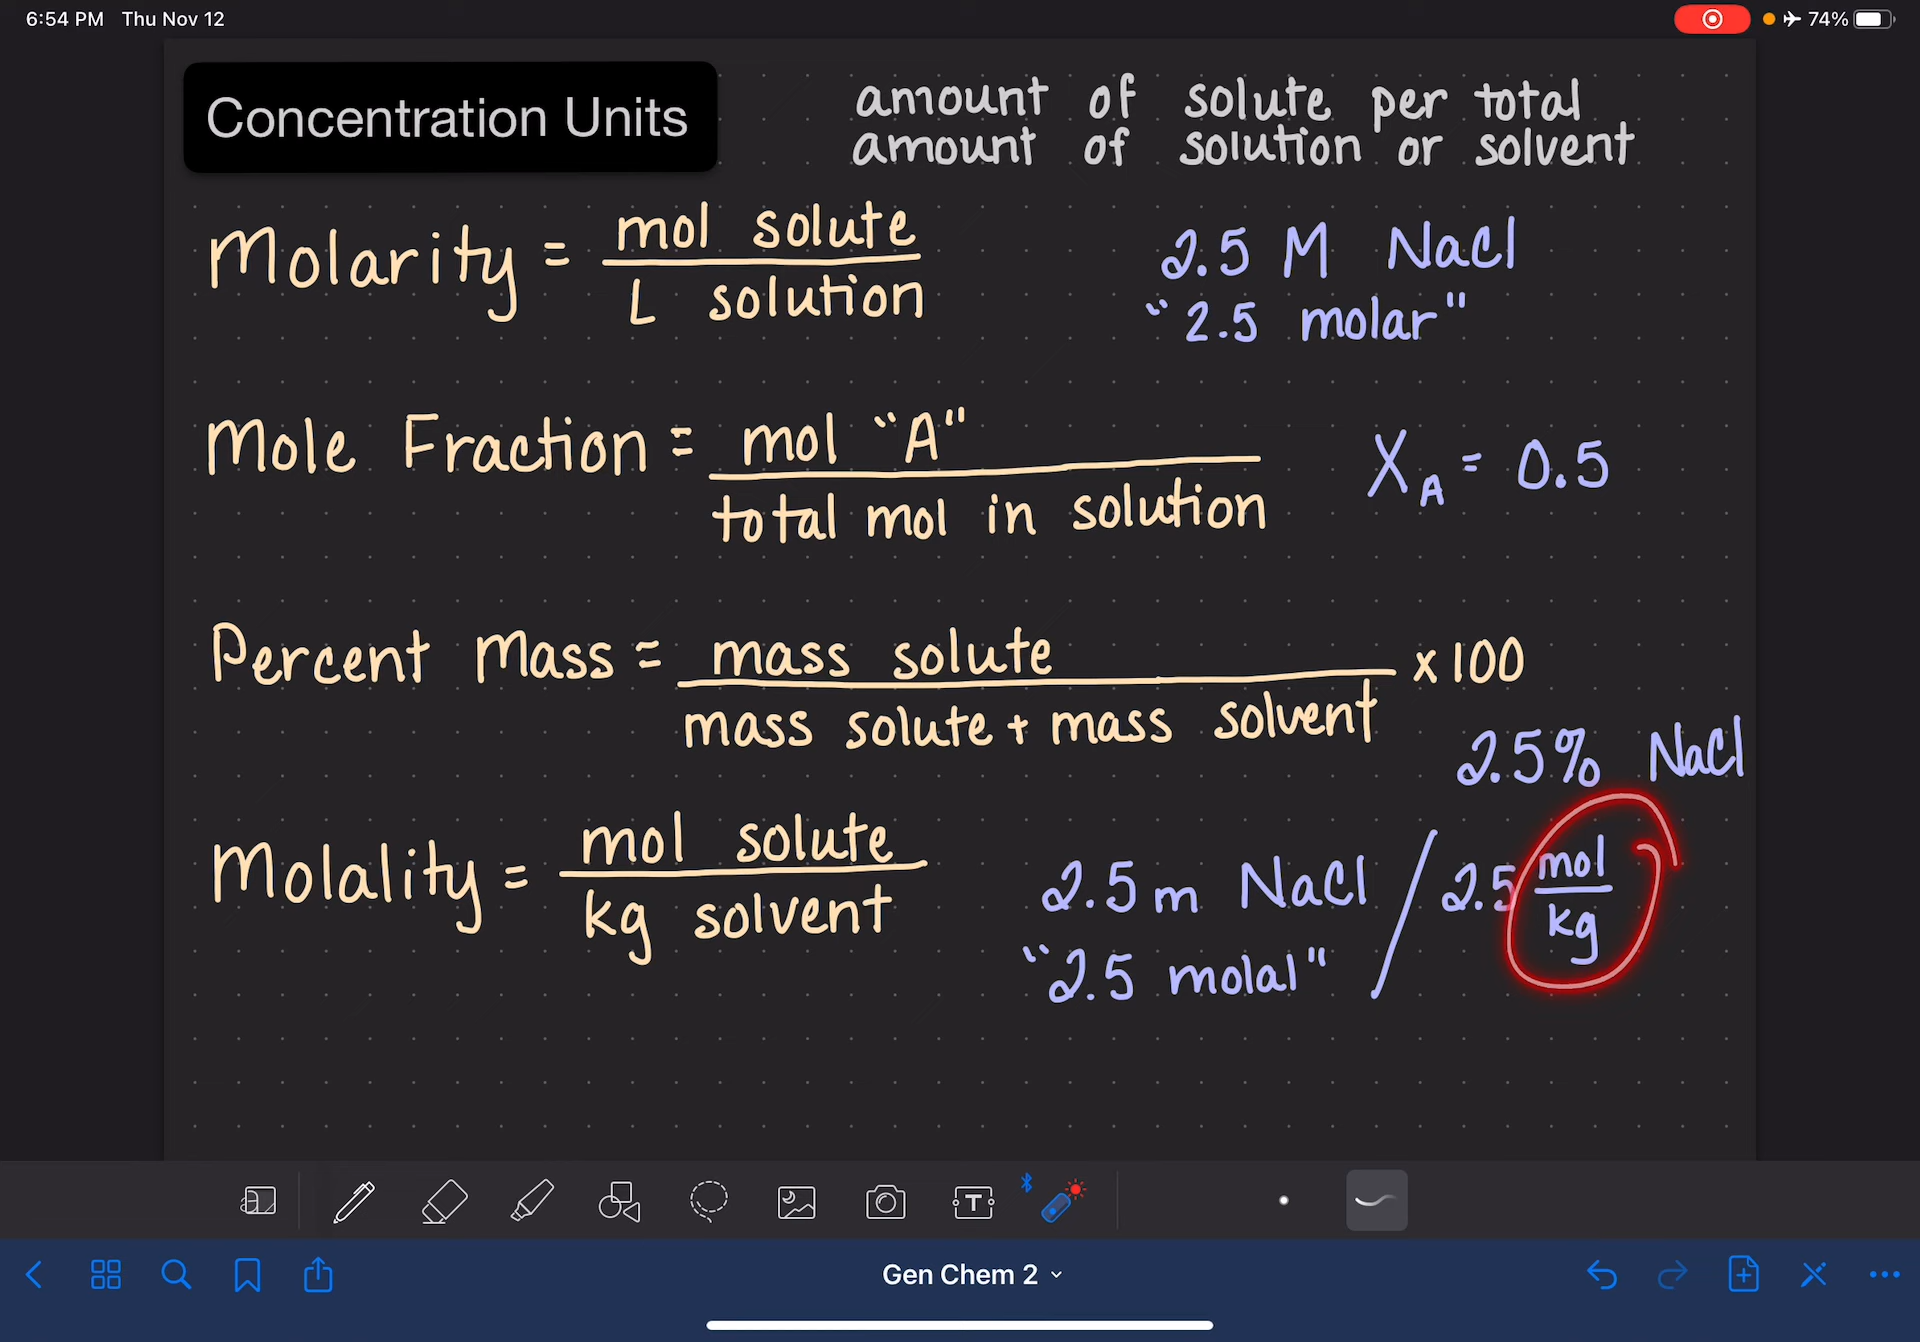 6:54 PM Thu Nov 12
74%
Concentration Units
amount of solute per total
amount of solution or solvent
Molarity = mol solute
L solution
2.5 M NaCl
"2.5 molar"
Mole Fraction = mol "A"
total mol in solution
XA = 0.5
Percent Mass = mass solute x 100
mass solute + mass solvent
2.5% NaCl
Molality = mol solute
kg solvent
2.5 m NaCl / 2.5 mol
kg
"2.5 molal"
T
Gen Chem 2